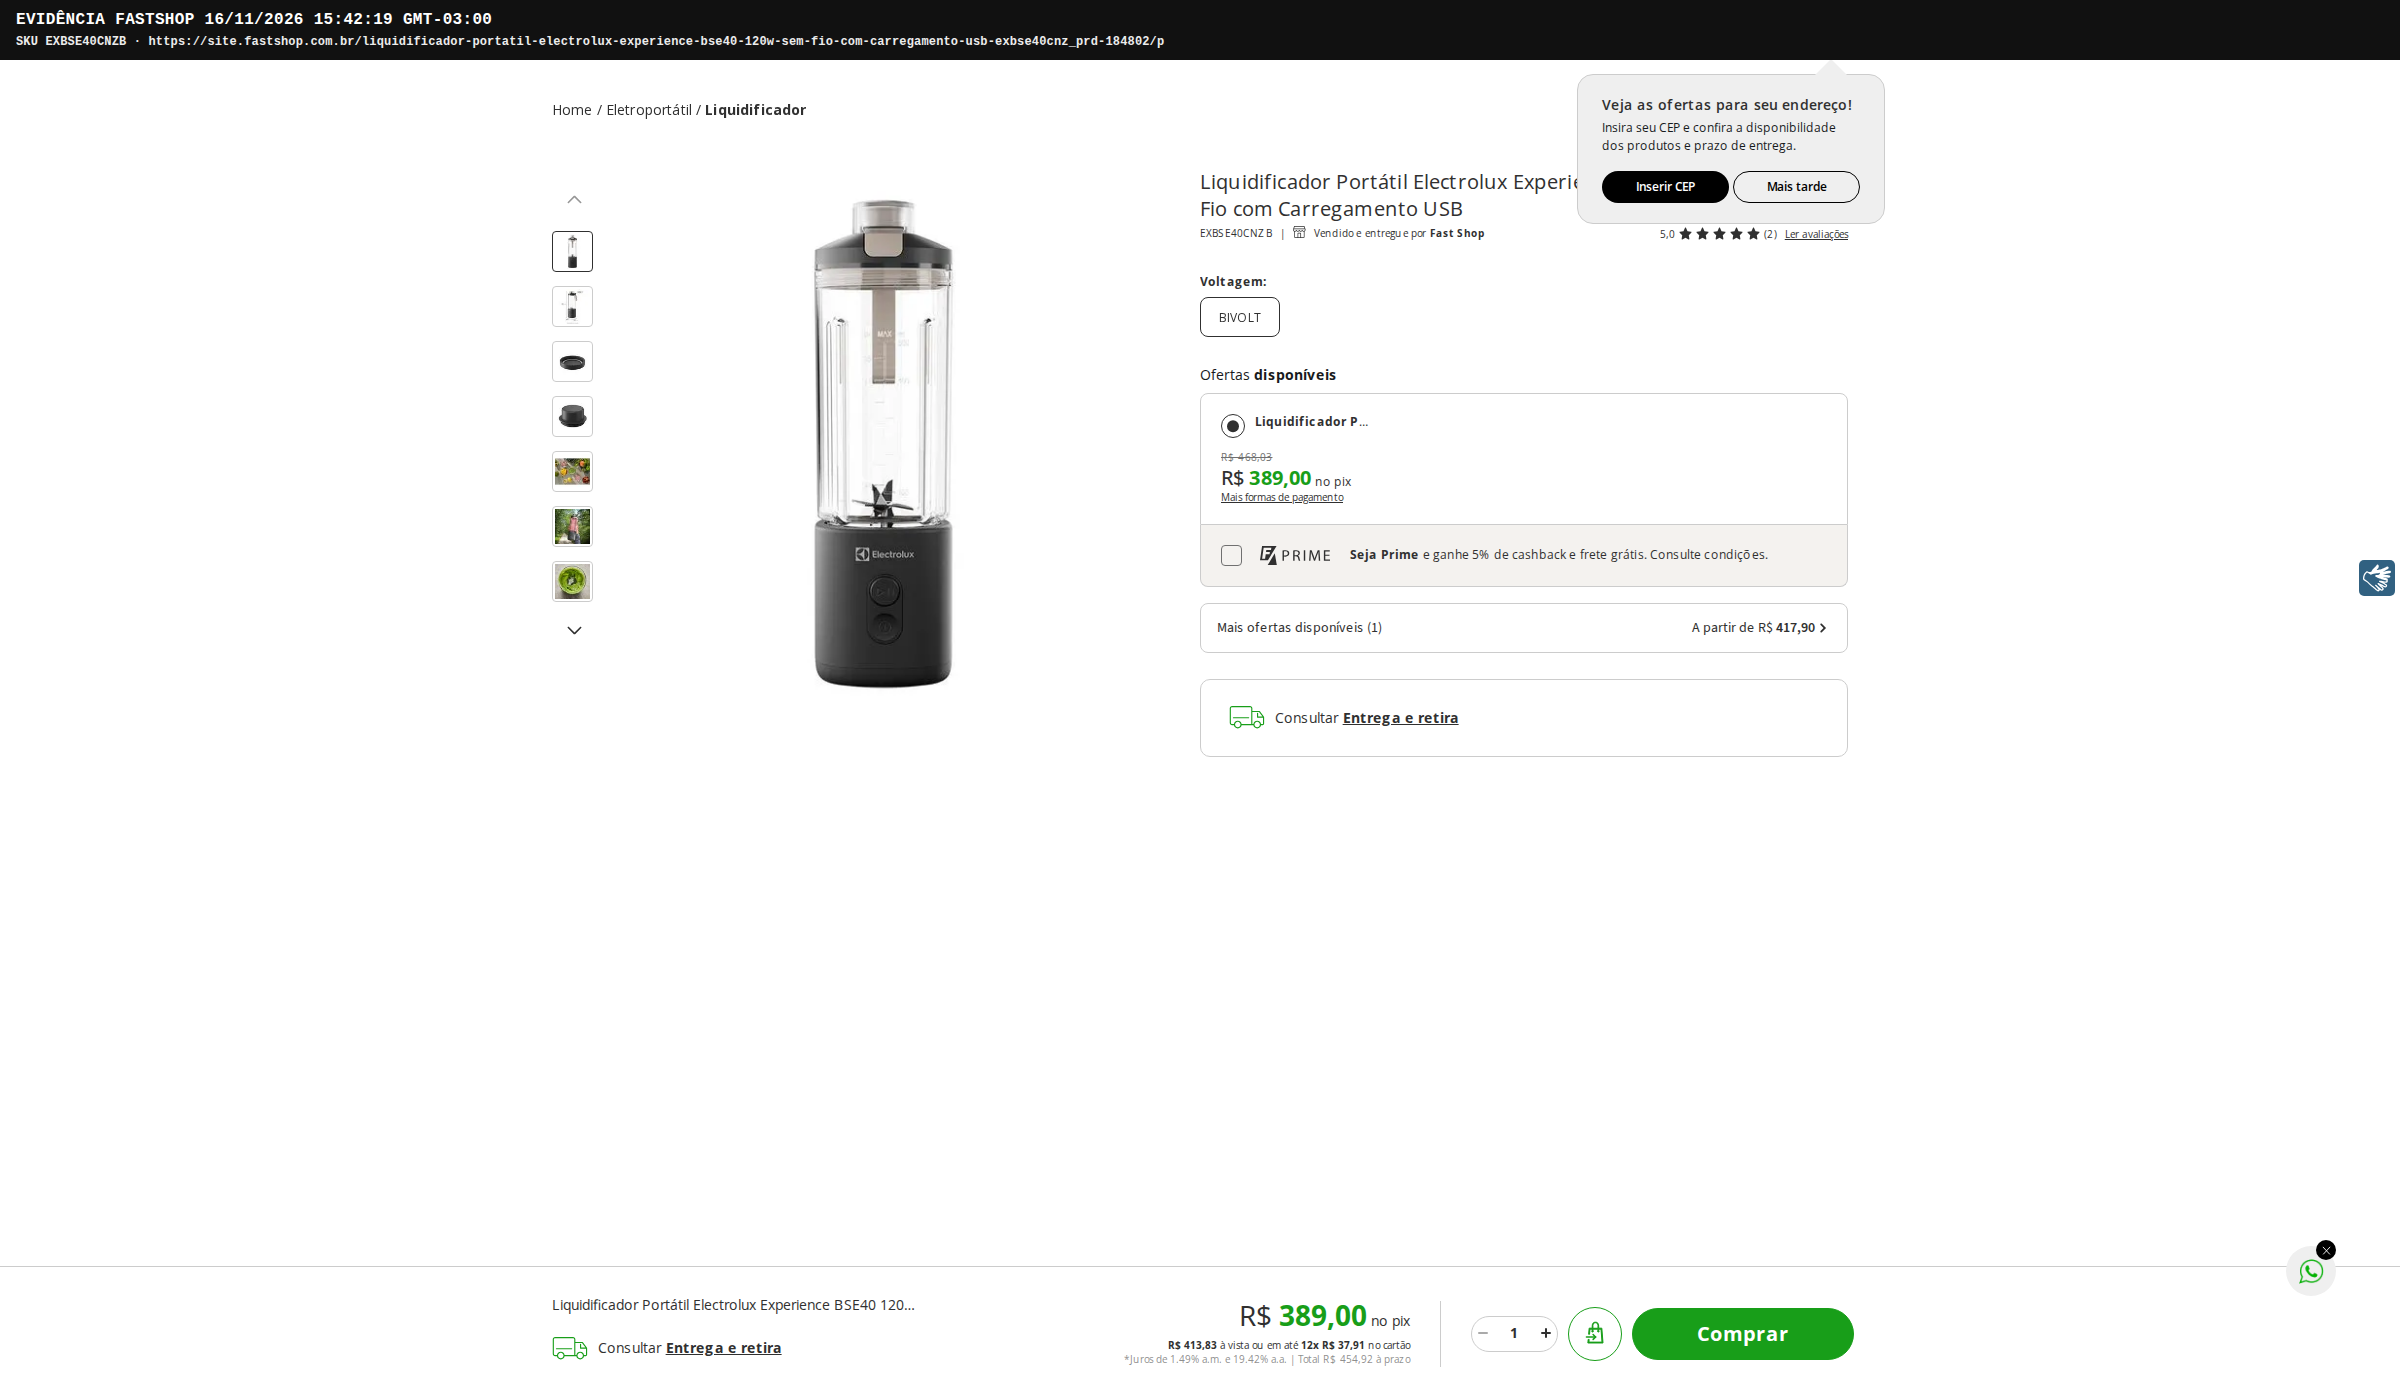 EVIDÊNCIA FASTSHOP 16/11/2026 15:42:19 GMT-03:00
SKU EXBSE40CNZB · https://site.fastshop.com.br/liquidificador-portatil-electrolux-experience-bse40-120w-sem-fio-com-carregamento-usb-exbse40cnz_prd-184802/p
Home / Eletroportátil / Liquidificador
Veja as ofertas para seu endereço!
Insira seu CEP e confira a disponibilidade
dos produtos e prazo de entrega.
Inserir CEP
Mais tarde
Liquidificador Portátil Electrolux Experie
Fio com Carregamento USB
EXBSE40CNZB | Vendido e entregue por Fast Shop
5,0 (2) Ler avaliações
Voltagem:
BIVOLT
Ofertas disponíveis
Liquidificador P...
R$ 468,03
R$ 389,00 no pix
Mais formas de pagamento
PRIME Seja Prime e ganhe 5% de cashback e frete grátis. Consulte condições.
Mais ofertas disponíveis (1)
A partir de R$ 417,90
Consultar Entrega e retira
MAX
Electrolux
Liquidificador Portátil Electrolux Experience BSE40 120...
Consultar Entrega e retira
R$ 389,00 no pix
R$ 413,83 à vista ou em até 12x R$ 37,91 no cartão
*Juros de 1.49% a.m. e 19.42% a.a. | Total R$ 454,92 à prazo
1
Comprar